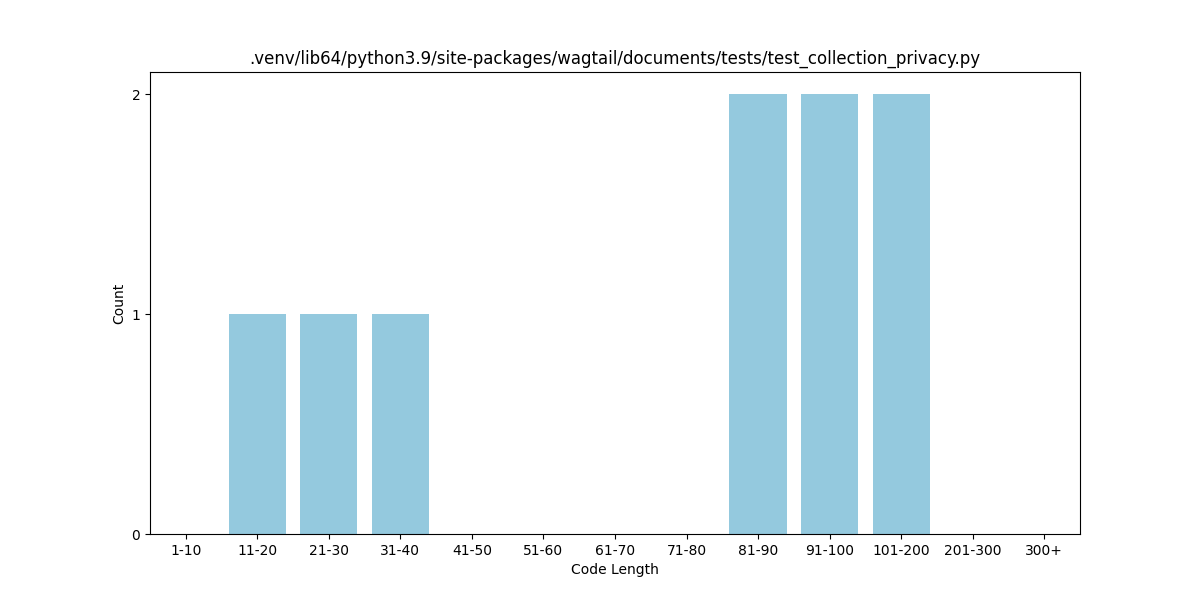 .venv/lib64/python3.9/site-packages/wagtail/documents/tests/test_collection_privacy.py
2
1
0
Count
1-10 11-20 21-30 31-40 41-50 51-60 61-70 71-80 81-90 91-100 101-200 201-300 300+
Code Length